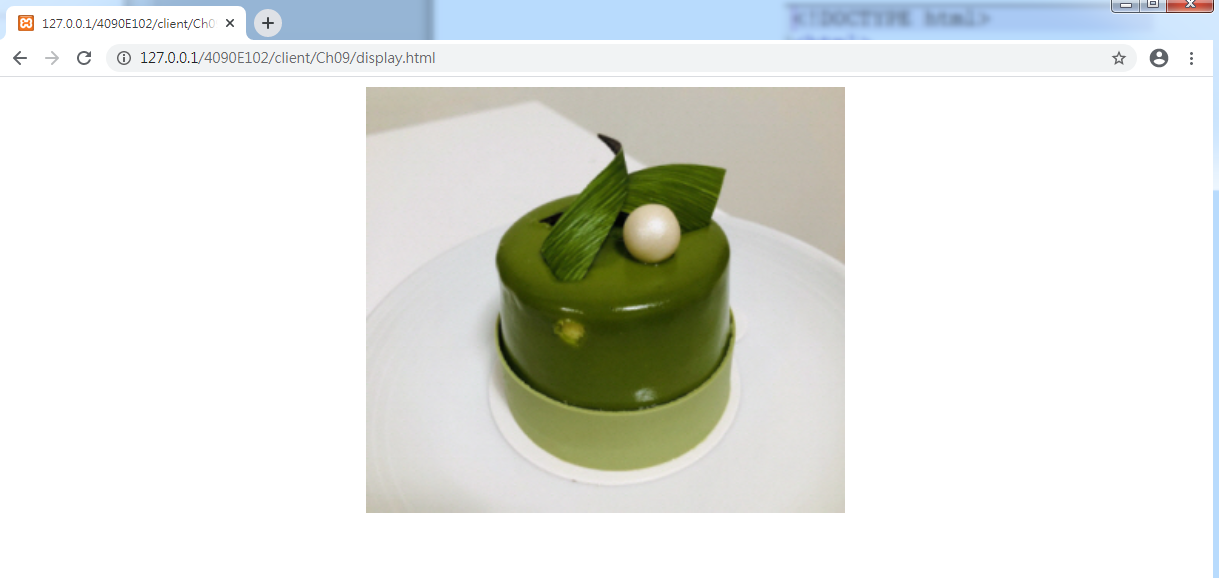 127.0.0.1/4090E102/client/Ch0
<!DOCTYPE html>
127.0.0.1/4090E102/client/Ch09/display.html